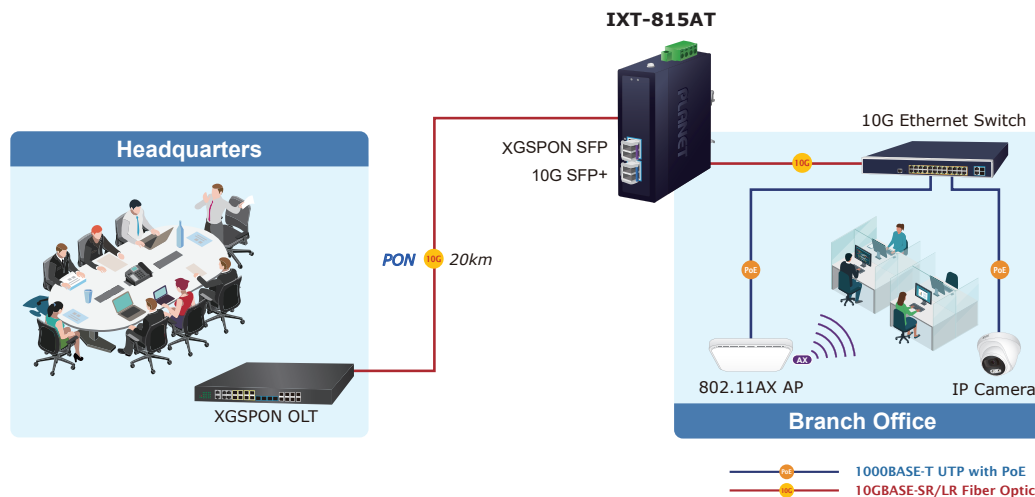 IXT-815AT
PLANET
XGSPON SFP
10G SFP+
10G
10G Ethernet Switch
Headquarters
PON 10G 20km
XGSPON OLT
PoE
PoE
AX
802.11AX AP
IP Camera
Branch Office
PoE 1000BASE-T UTP with PoE
10G 10GBASE-SR/LR Fiber Optic